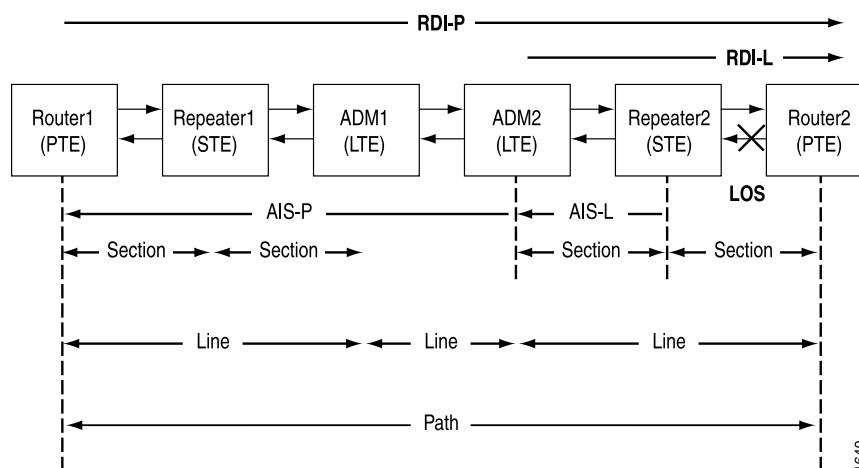 RDI-P
RDI-L
Router1
(PTE)
Repeater1
(STE)
ADM1
(LTE)
ADM2
(LTE)
Repeater2
(STE)
Router2
(PTE)
LOS
AIS-P
AIS-L
Section
Section
Section
Section
Line
Line
Line
Path